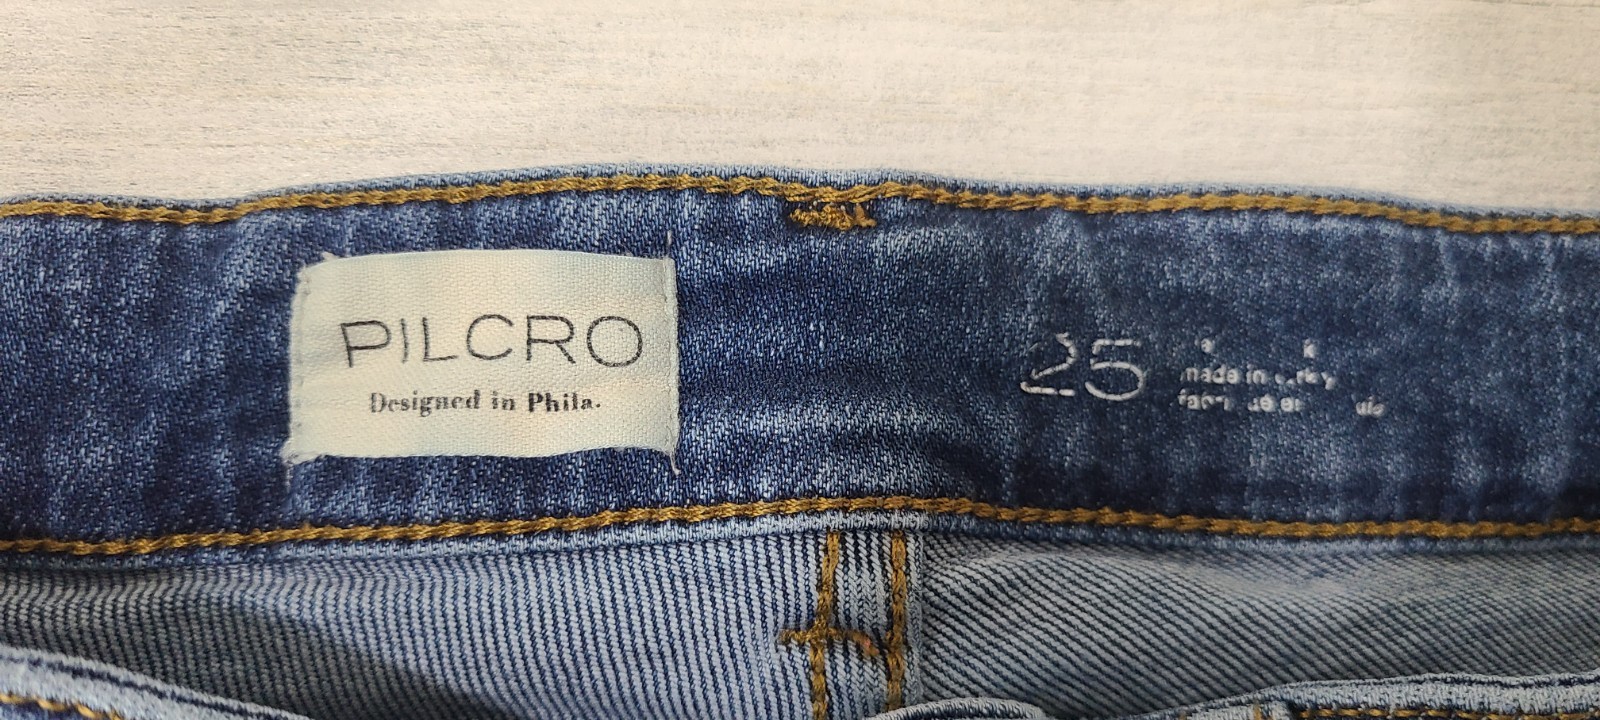 PILCRO
Designed in Phila.
25
made in